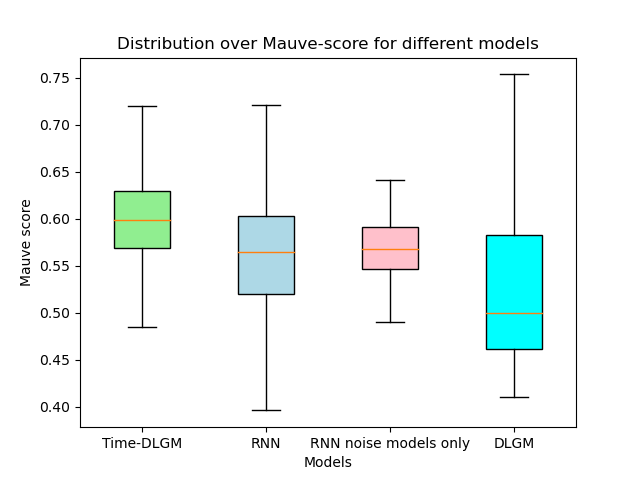 Distribution over Mauve-score for different models
0.75
0.70
0.65
0.60
0.55
0.50
0.45
0.40
Mauve score
Time-DLGM RNN RNN noise models only DLGM
Models